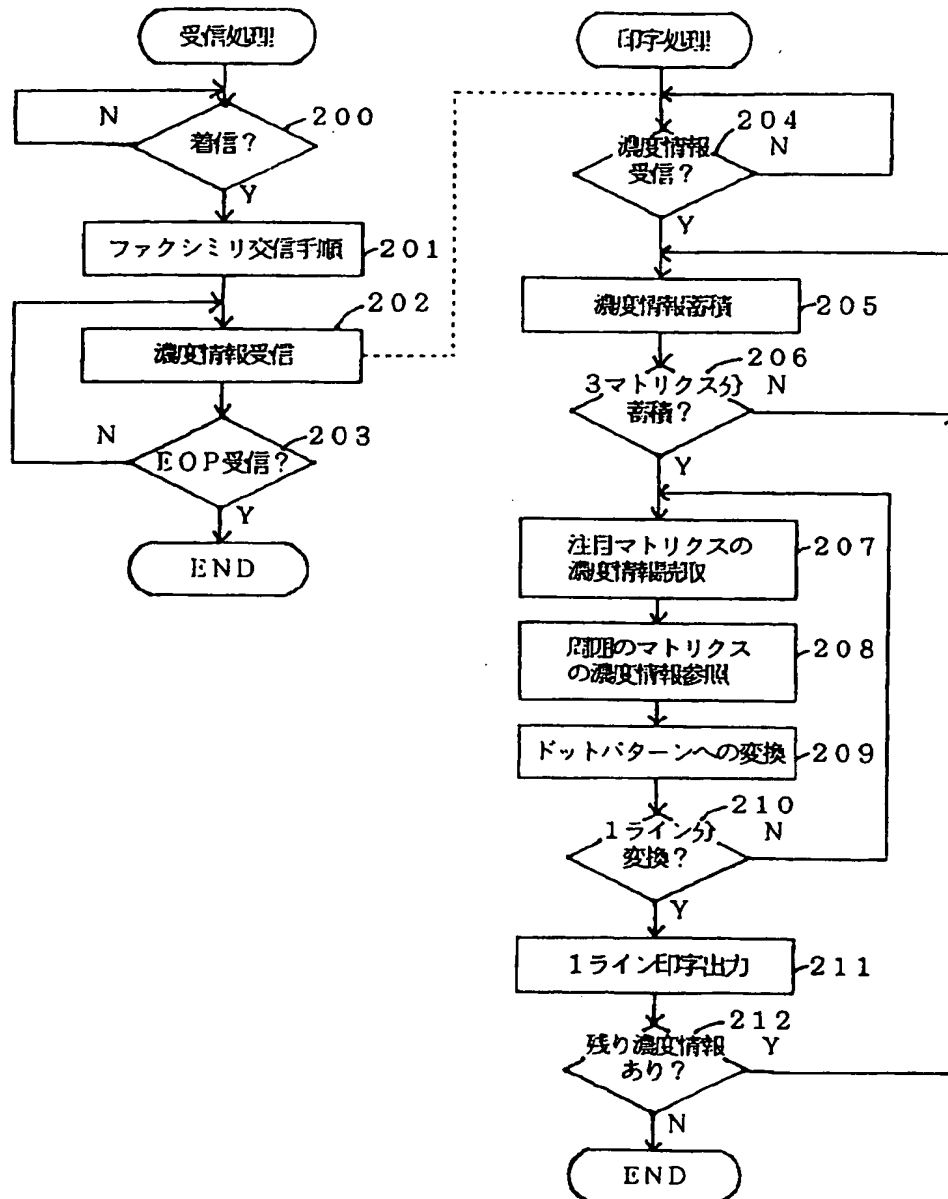 受信処理
N
200
着信？
Y
ファクシミリ交信手順
201
202
濃度情報受信
N
203
EOP受信？
Y
END
印字処理
204
濃度情報
N
受信？
Y
濃度情報蓄積
205
206
3マトリクス分
N
蓄積？
Y
注目マトリクスの
207
濃度情報読取
周囲のマトリクス
208
の濃度情報参照
ドットパターンへの変換
209
210
1ライン分
N
変換？
Y
1ライン印字出力
211
212
残り濃度情報
Y
あり？
N
END